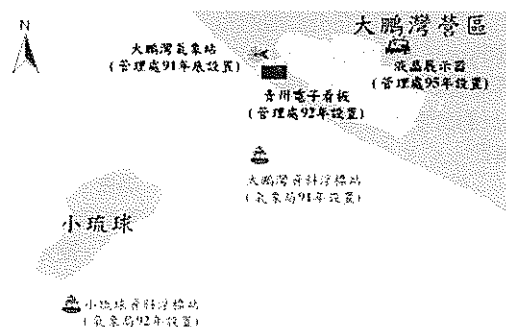 大鵬灣營區
大鵬灣氣象站
(管理處91年底設置)
液晶展示器
(管理處95年設置)
青洲電子看板
(管理處92年設置)
大鵬灣資料浮標站
(氣象局91年設置)
小琉球
小琉球資料浮標站
(氣象局92年設置)